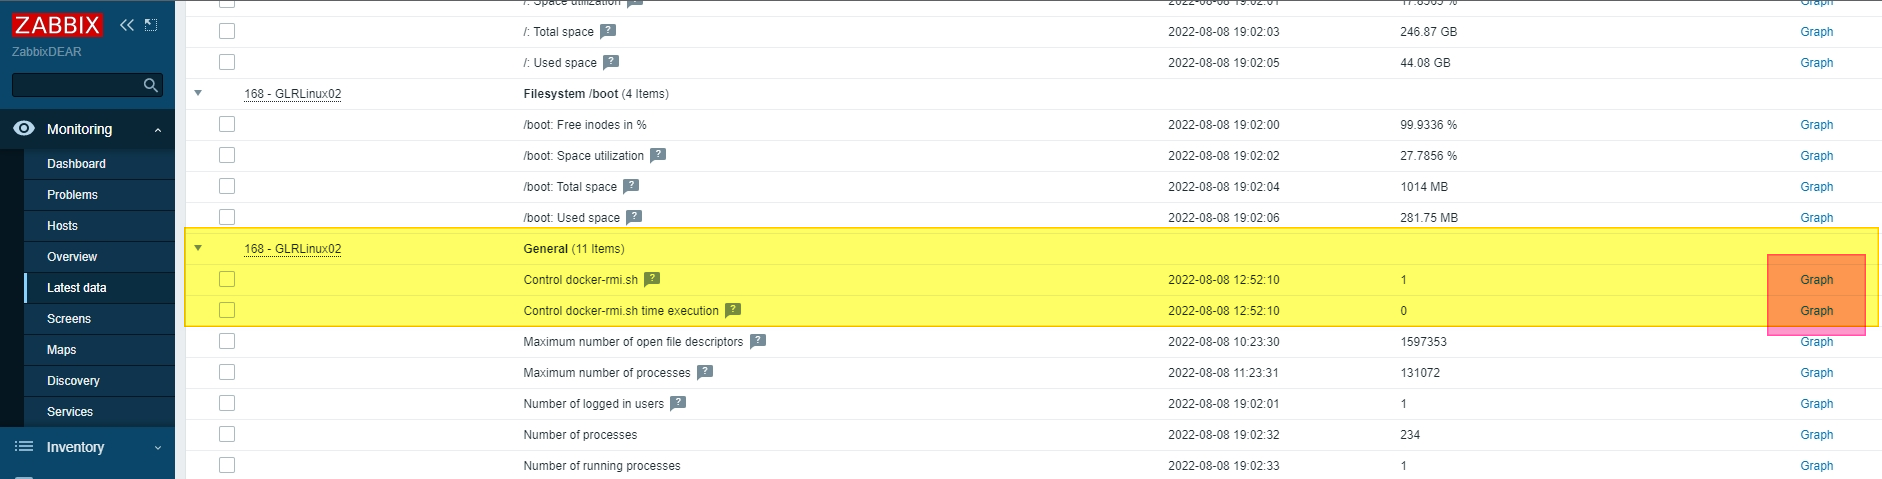 ZABBIX
ZabbixDEAR
Monitoring
Dashboard
Problems
Hosts
Overview
Latest data
Screens
Maps
Discovery
Services
Inventory
/: Space utilization ? 2022-08-08 19:02:01 17.8565 % Graph
/: Total space ? 2022-08-08 19:02:03 246.87 GB Graph
/: Used space ? 2022-08-08 19:02:05 44.08 GB Graph
168 - GLRLinux02 Filesystem /boot (4 Items)
/boot: Free inodes in % 2022-08-08 19:02:00 99.9336 % Graph
/boot: Space utilization ? 2022-08-08 19:02:02 27.7856 % Graph
/boot: Total space ? 2022-08-08 19:02:04 1014 MB Graph
/boot: Used space ? 2022-08-08 19:02:06 281.75 MB Graph
168 - GLRLinux02 General (11 Items)
Control docker-rmi.sh ? 2022-08-08 12:52:10 1 Graph
Control docker-rmi.sh time execution ? 2022-08-08 12:52:10 0 Graph
Maximum number of open file descriptors ? 2022-08-08 10:23:30 1597353 Graph
Maximum number of processes ? 2022-08-08 11:23:31 131072 Graph
Number of logged in users ? 2022-08-08 19:02:01 1 Graph
Number of processes 2022-08-08 19:02:32 234 Graph
Number of running processes 2022-08-08 19:02:33 1 Graph